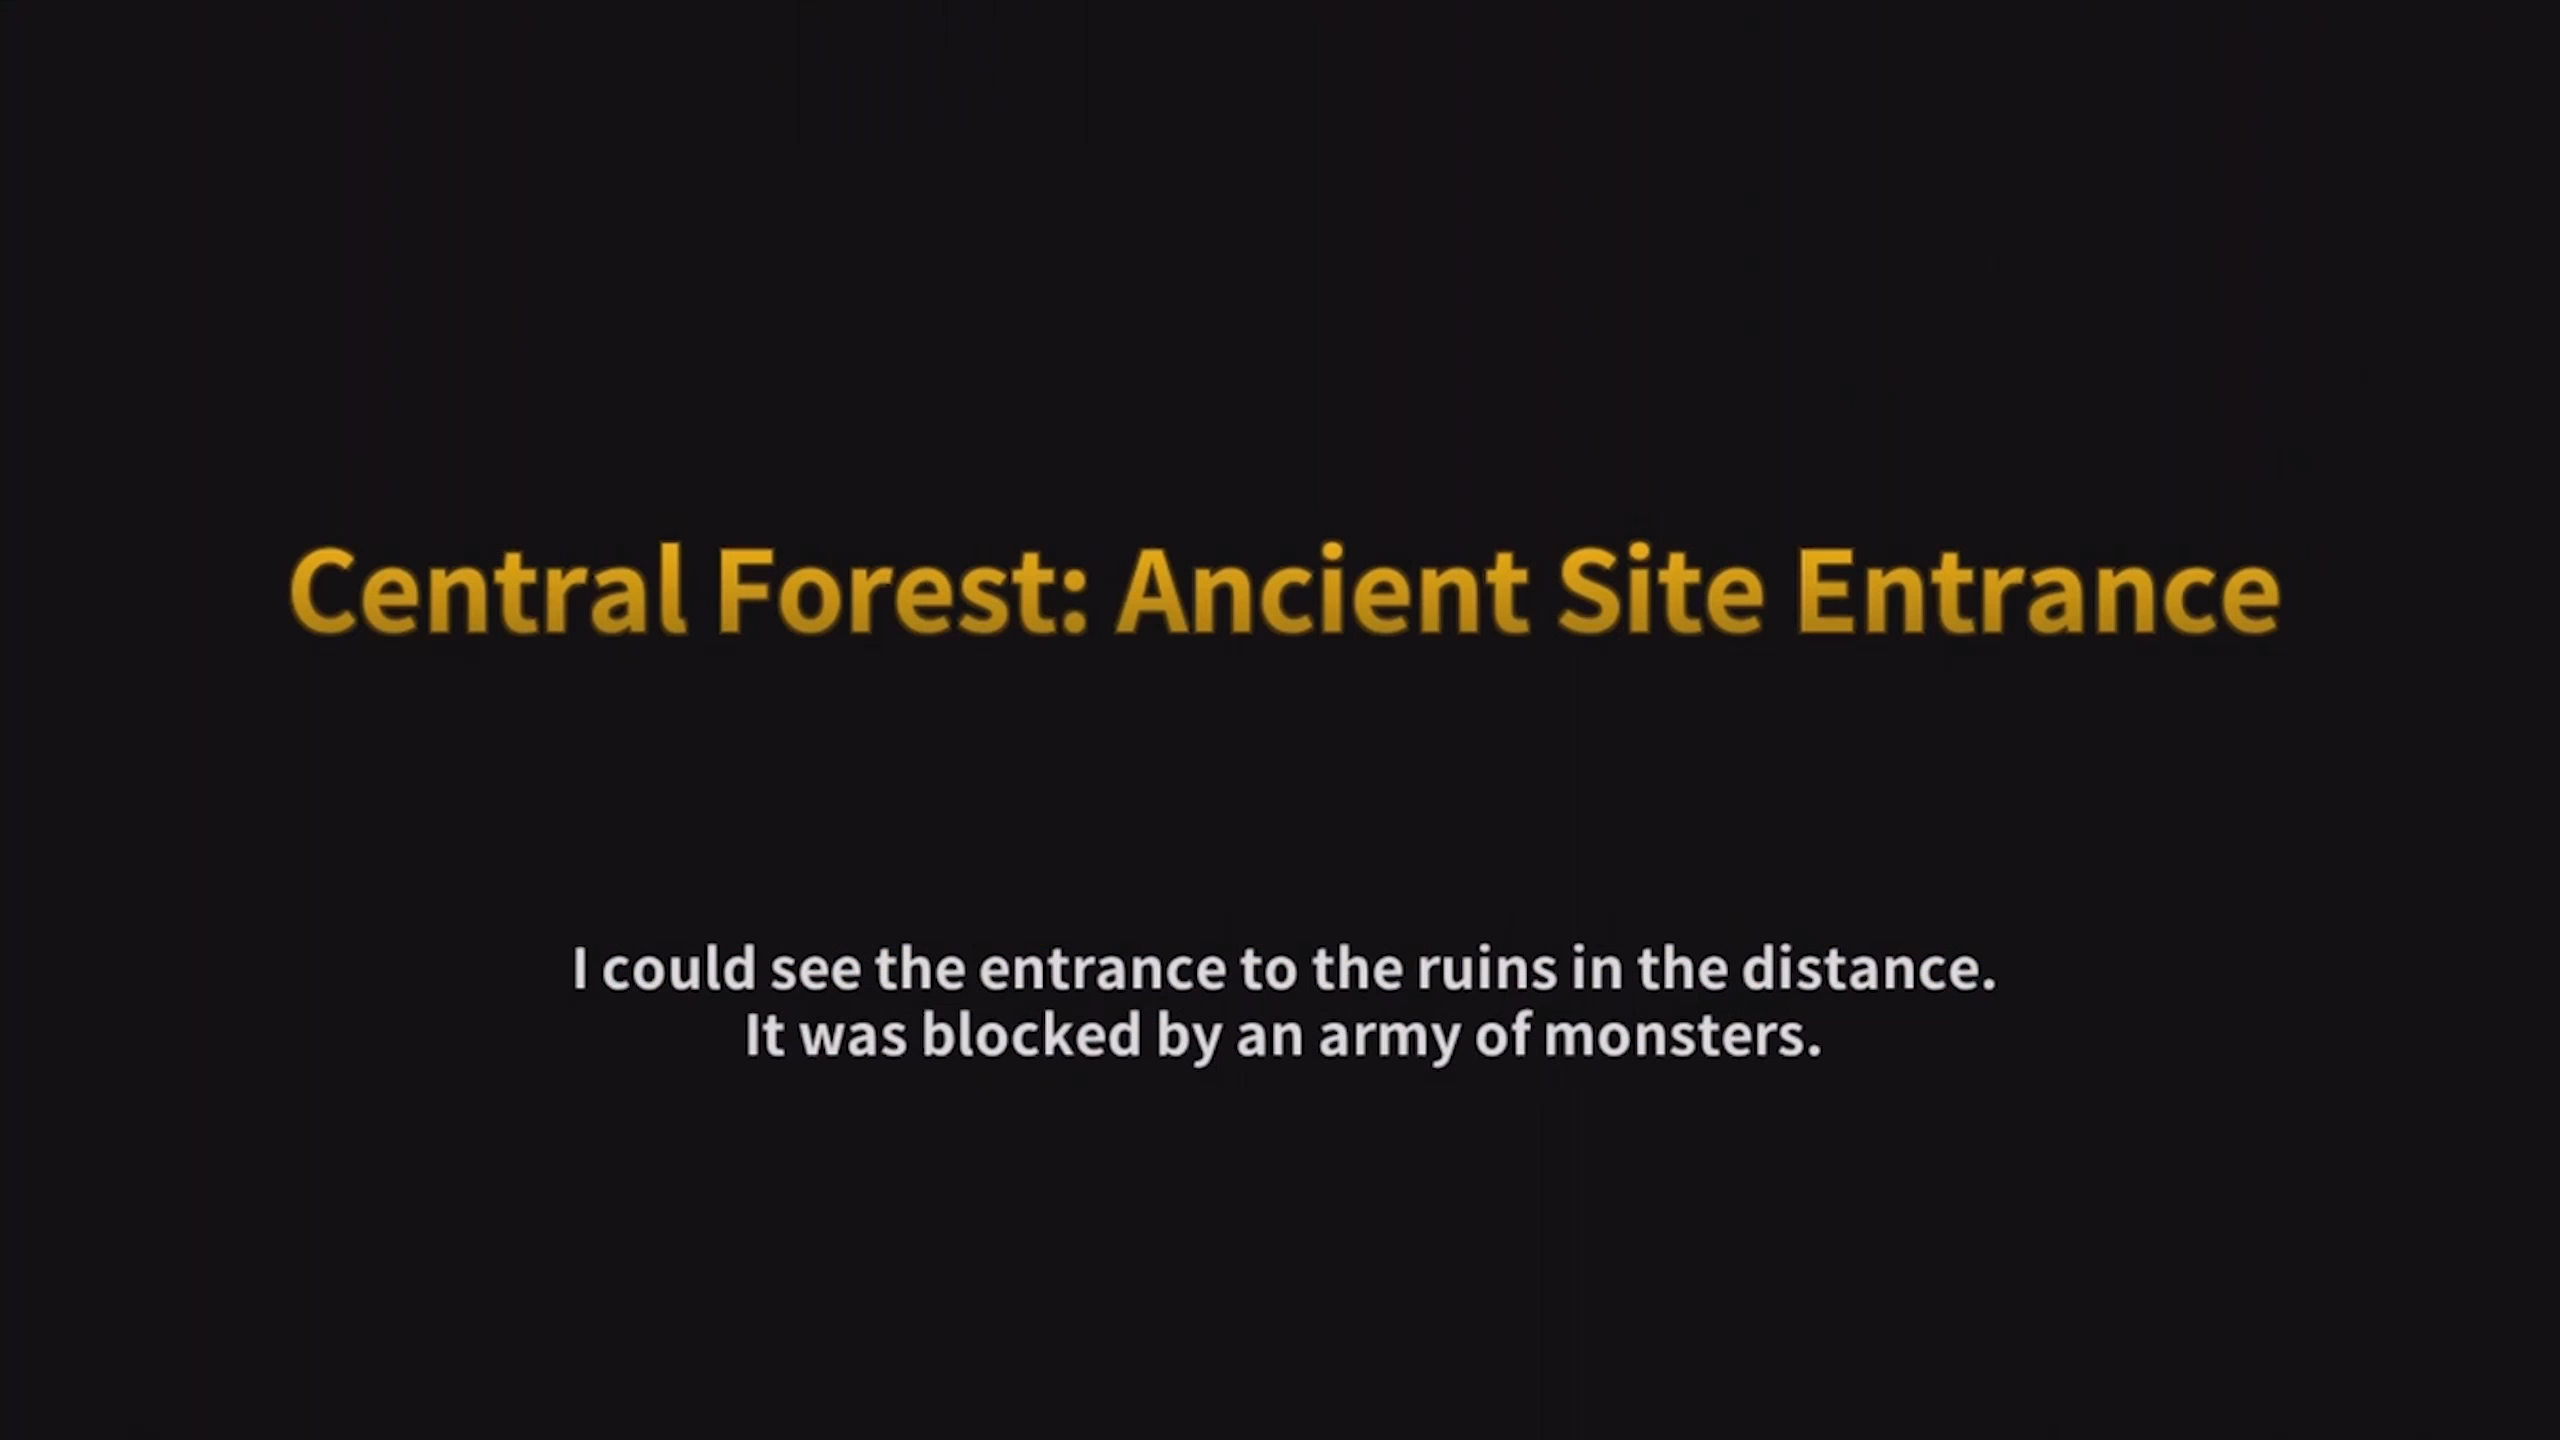 Central Forest: Ancient Site Entrance
I could see the entrance to the ruins in the distance.
It was blocked by an army of monsters.